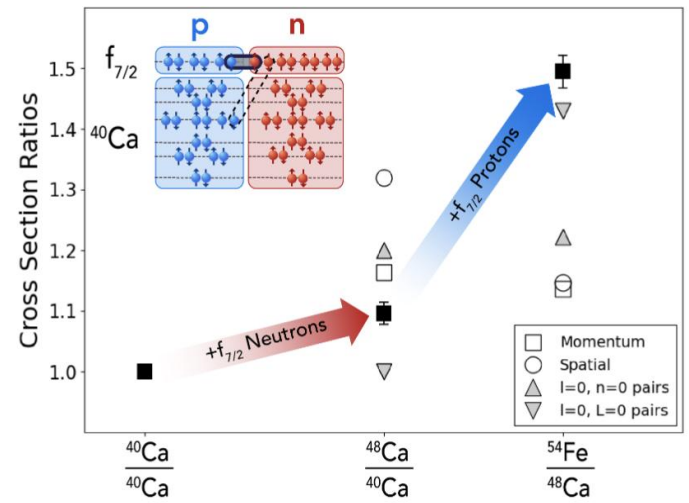 p n
f7/2
40Ca
Cross Section Ratios
1.5
1.4
1.3
1.2
1.1
1.0
+f7/2 Neutrons
+f7/2 Protons
Momentum
Spatial
l=0, n=0 pairs
l=0, L=0 pairs
40Ca 48Ca 54Fe
40Ca 40Ca 48Ca